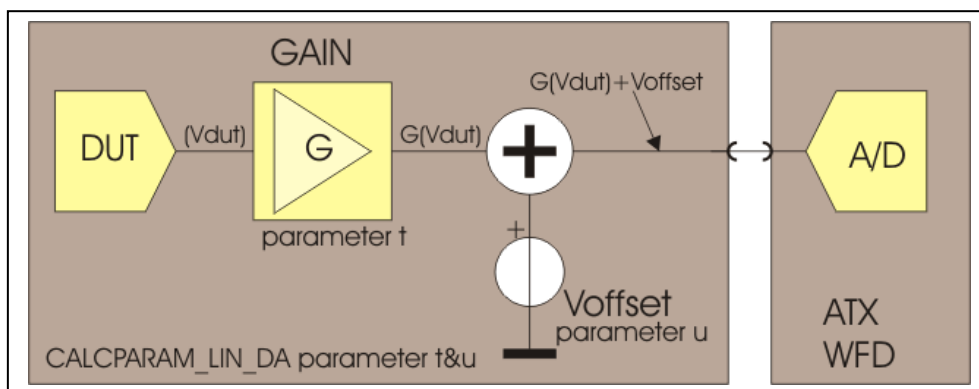 GAIN
G(Vdut)+Voffset
DUT
(Vdut)
G
G(Vdut)
+
A/D
parameter t
+
Voffset
parameter u
CALCPARAM_LIN_DA parameter t&u
ATX
WFD